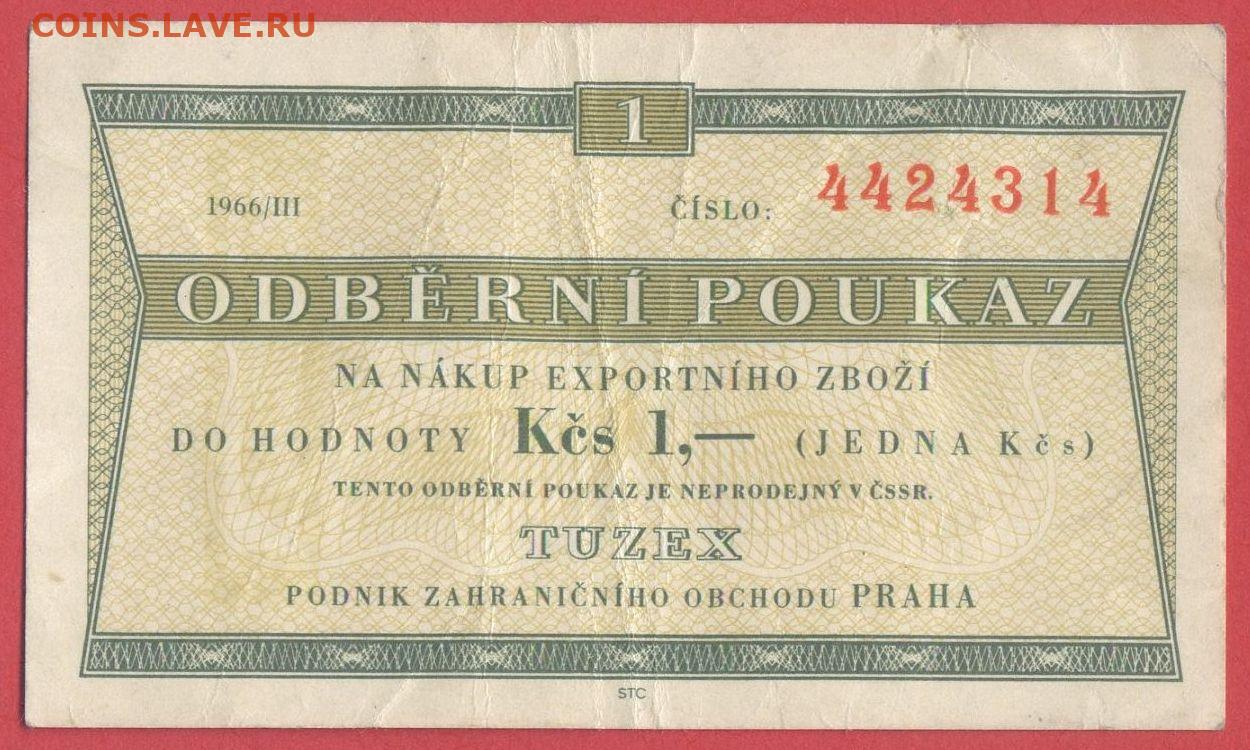 COINS.LAVE.RU
1
1966/III ČÍSLO: 4424314
ODBĚRNÍ POUKAZ
NA NÁKUP EXPORTNÍHO ZBOŽÍ
DO HODNOTY Kčs 1,— (JEDNA Kčs)
TENTO ODBĚRNÍ POUKAZ JE NEPRODEJNÝ V ČSSR.
TUZEX
PODNIK ZAHRANIČNÍHO OBCHODU PRAHA
STC